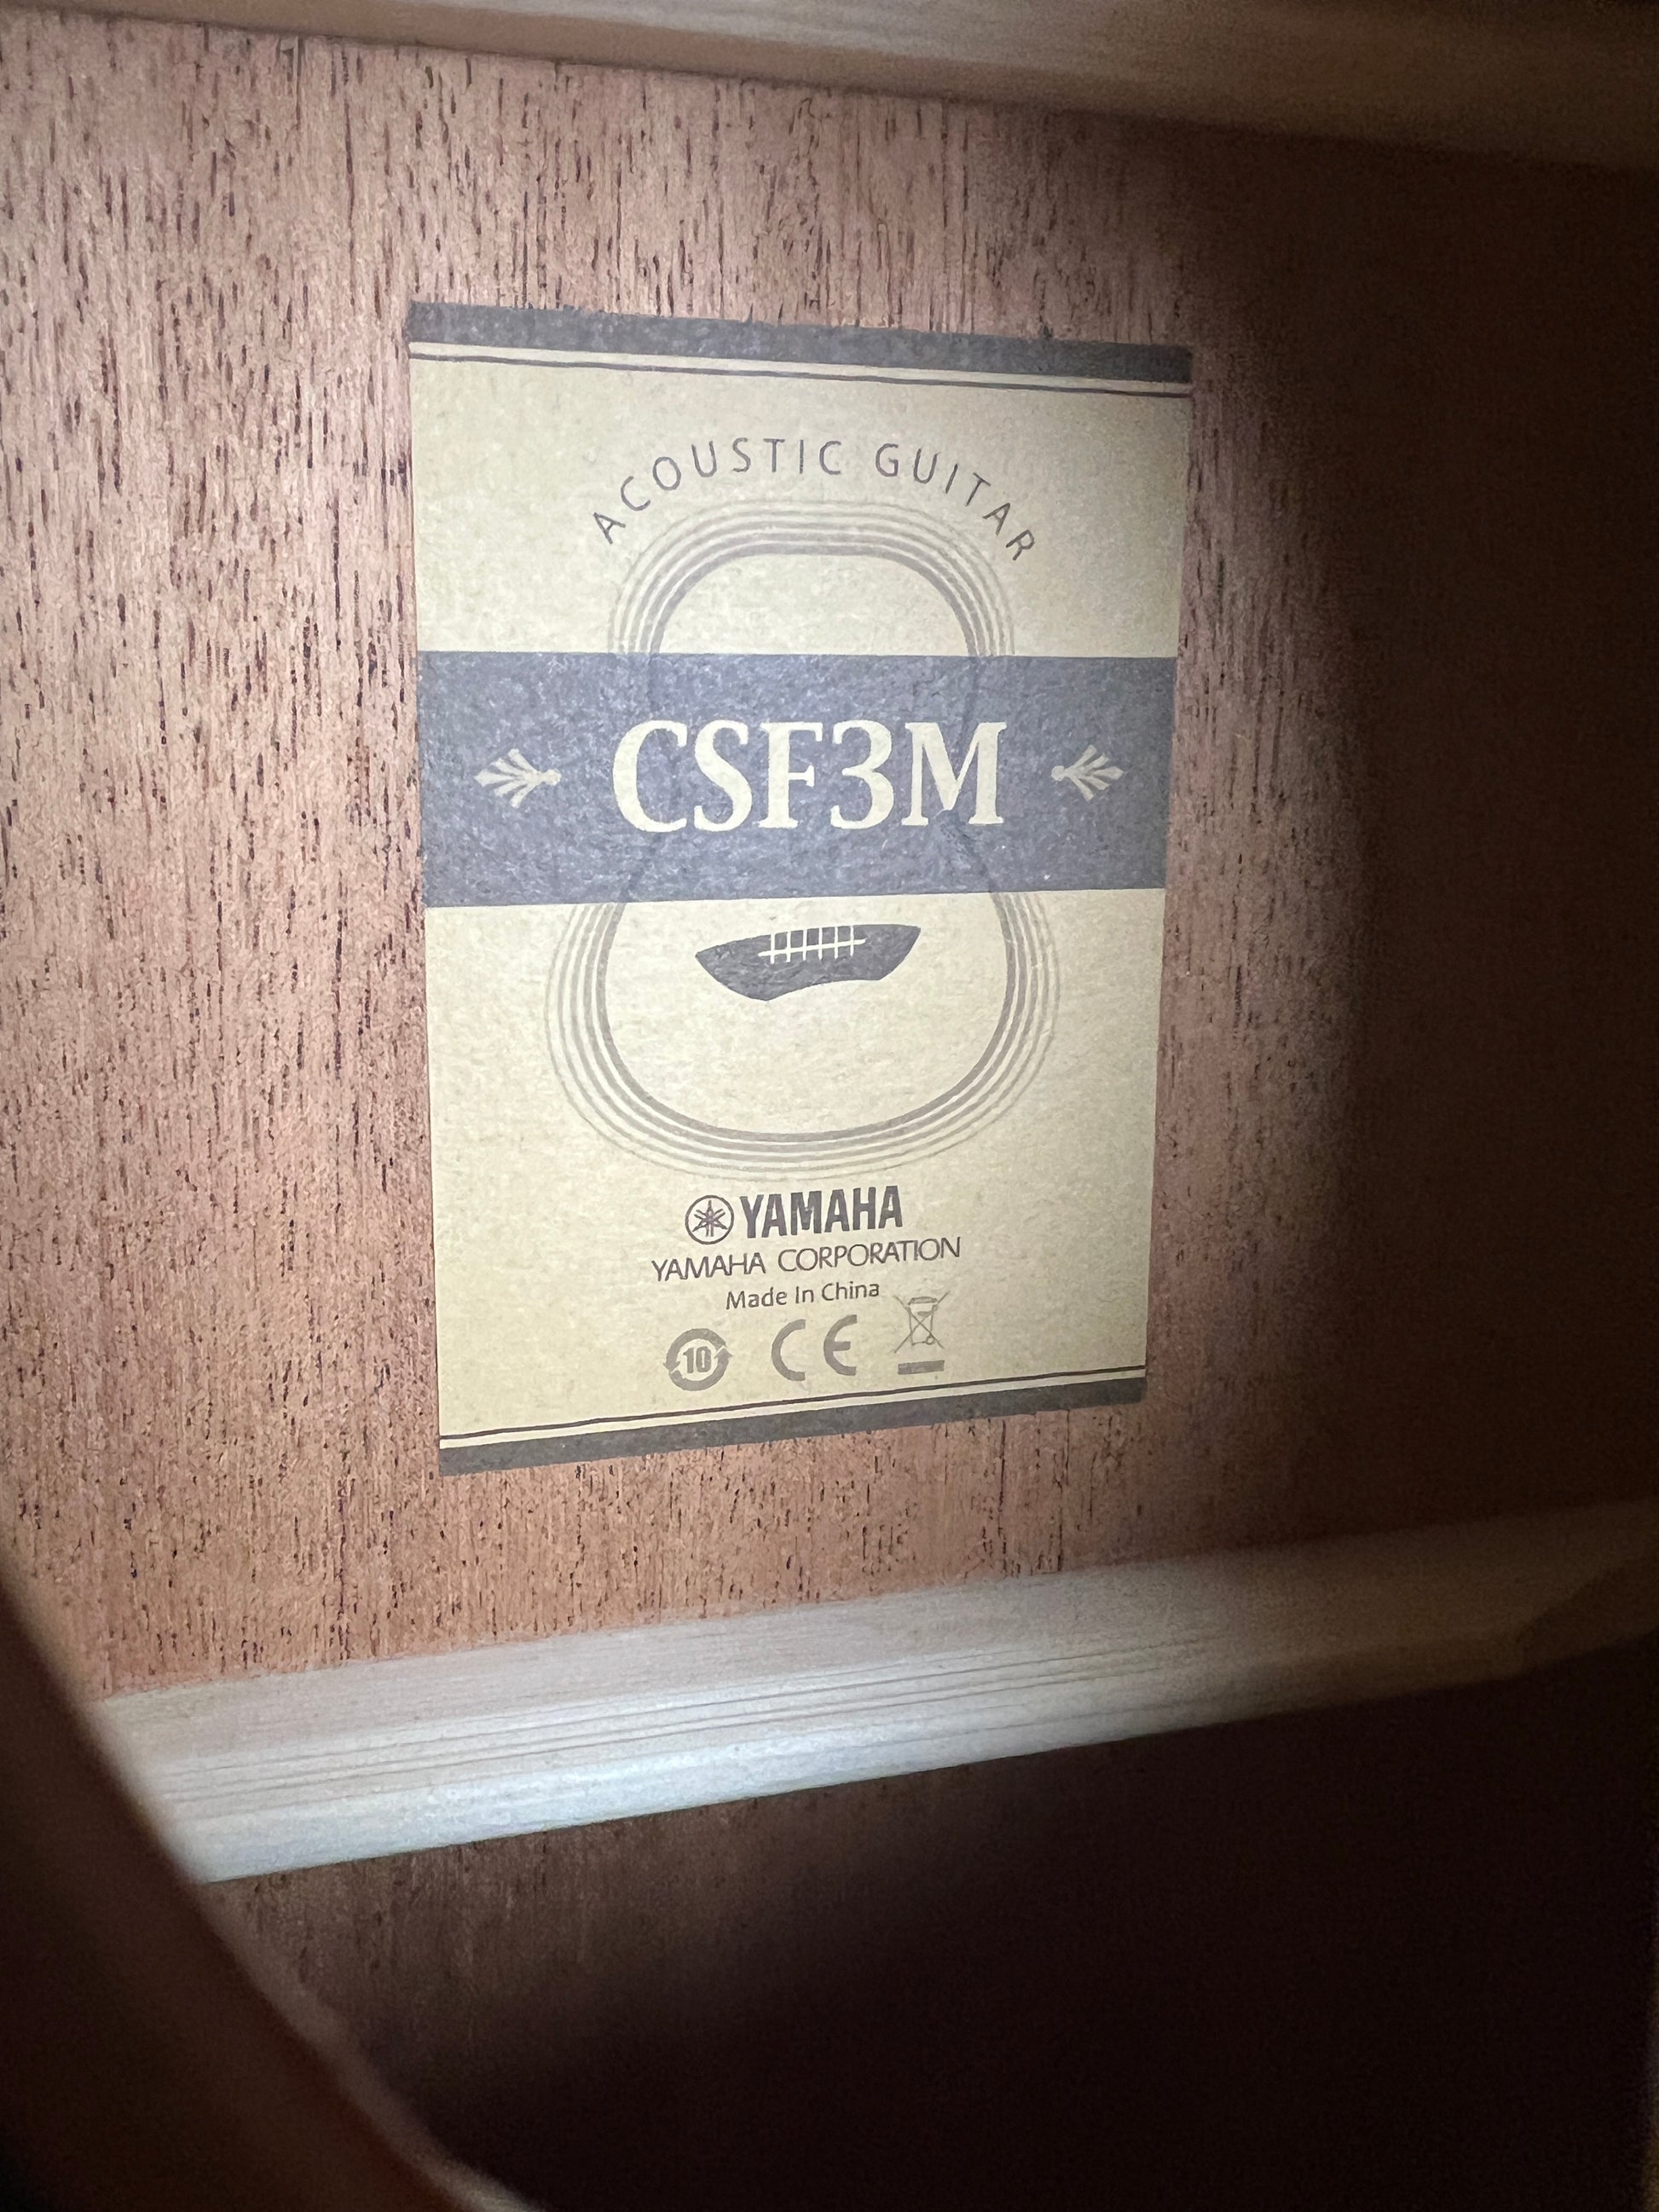 ACOUSTIC GUITAR
CSF3M
YAMAHA
YAMAHA CORPORATION
Made In China
10 CE